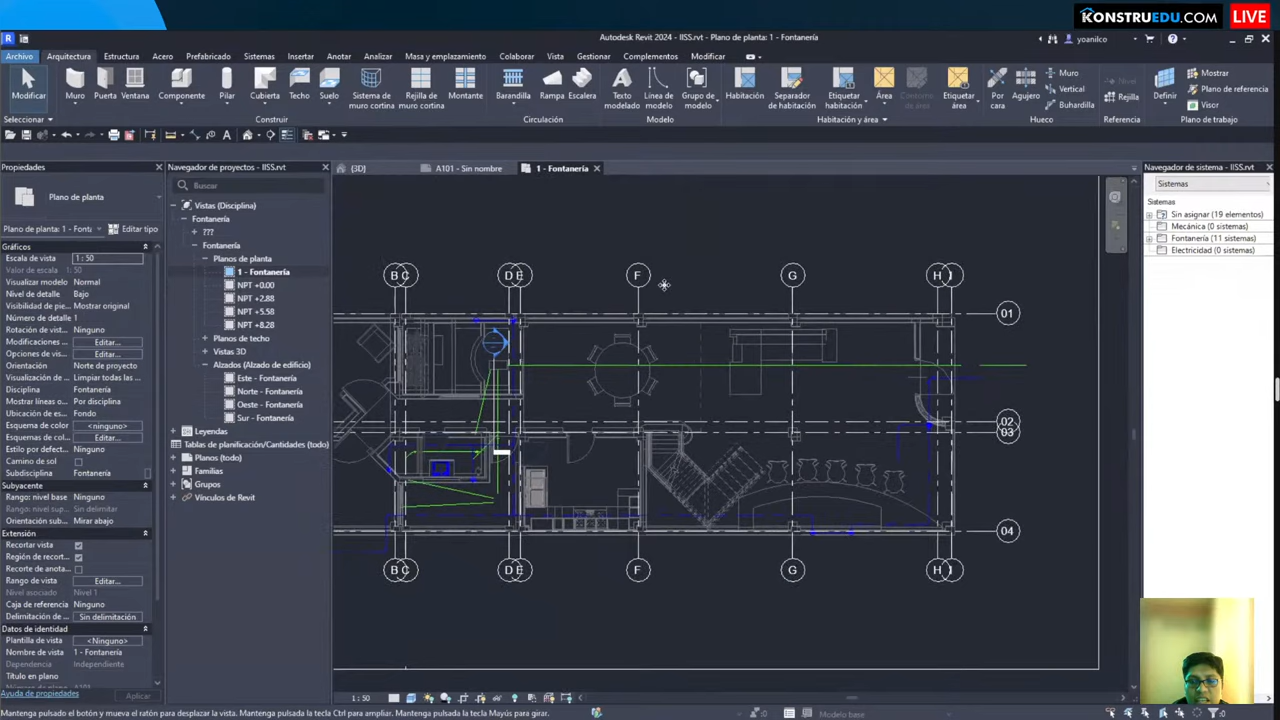 KONSTRUEDU.COM LIVE
Autodesk Revit 2024 - IISS.rvt - Plano de planta: 1 - Fontanería
yoanilco
Archivo Arquitectura Estructura Acero Prefabricado Sistemas Insertar Anotar Analizar Masa y emplazamiento Colaborar Vista Gestionar Complementos Modificar
Modificar
Muro
Puerta
Ventana
Componente
Pilar
Cubierta
Techo
Suelo
Sistema de muro cortina
Rejilla de muro cortina
Montante
Barandilla
Rampa
Escalera
Texto modelado
Línea de modelo
Grupo de modelo
Habitación
Separador de habitación
Etiquetar habitación
Área
Etiquetar área
Por cara
Agujero
Muro
Vertical
Buhardilla
Nivel
Rejilla
Definir
Mostrar
Plano de referencia
Visor
Seleccionar
Construir
Circulación
Modelo
Habitación y área
Hueco
Referencia
Plano de trabajo
Propiedades
Plano de planta
Plano de planta: 1 - Fonta
Editar tipo
Gráficos
Escala de vista 1 : 50
Valor de escala 1: 50
Visualizar modelo Normal
Nivel de detalle Bajo
Visibilidad de pie... Mostrar original
Detalle número 1
Rotación de vista... Ninguno
Modificaciones ... Editar...
Opciones de vis... Editar...
Orientación Norte de proyecto
Visualización de ... Limpiar todas las ...
Disciplina Fontanería
Mostrar líneas o... Por disciplina
Ubicación de es... Fondo
Esquema de color <ninguno>
Esquemas de col... Editar...
Estilo por defect... Ninguno
Camino de sol
Subdisciplina Fontanería
Subyacente
Rango: nivel base Ninguno
Rango: nivel sup... Sin delimitar
Orientación sub... Mirar abajo
Extensión
Recortar vista
Región de recort...
Recorte de anota...
Rango de vista Editar...
Nivel asociado Nivel 1
Caja de referencia Ninguno
Delimitación de ... Sin delimitación
Datos de identidad
Plantilla de vista <Ninguno>
Nombre de vista 1 - Fontanería
Dependencia Independiente
Título en plano
Ayuda de propiedades
Aplicar
Navegador de proyectos - IISS.rvt
Buscar
Vistas (Disciplina)
Fontanería
???
Fontanería
Planos de planta
1 - Fontanería
NPT +0.00
NPT +2.88
NPT +5.58
NPT +8.28
Planos de techo
Vistas 3D
Alzados (Alzado de edificio)
Este - Fontanería
Norte - Fontanería
Oeste - Fontanería
Sur - Fontanería
Leyendas
Tablas de planificación/Cantidades (todo)
Planos (todo)
Familias
Grupos
Vínculos de Revit
{3D}
A101 - Sin nombre
1 - Fontanería
B C D E F G H I
01
02
03
04
B C D E F G H I
1 : 50
Navegador de sistema - IISS.rvt
Sistemas
Sistemas
Sin asignar (19 elementos)
Mecánica (0 sistemas)
Fontanería (11 sistemas)
Electricidad (0 sistemas)
Mantenga pulsado el botón y mueva el ratón para desplazar la vista. Mantenga pulsada la tecla Ctrl para ampliar. Mantenga pulsada la tecla Mayús para girar.
:0
Modelo base
:0